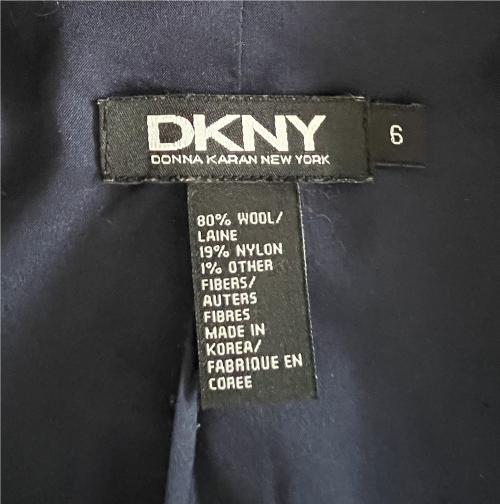 DKNY
DONNA KARAN NEW YORK
6
80% WOOL/
LAINE
19% NYLON
1% OTHER
FIBERS/
AUTERS
FIBRES
MADE IN
KOREA/
FABRIQUE EN
COREE